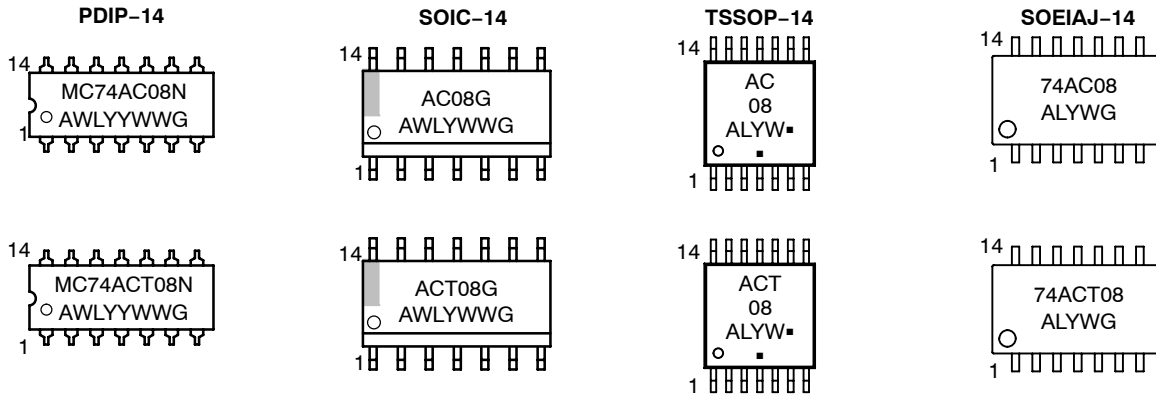 PDIP−14
14
MC74AC08N
AWLYYWWG
1
SOIC−14
14
AC08G
AWLYWWG
1
TSSOP−14
14
AC
08
ALYW▪
▪
1
SOEIAJ−14
14
74AC08
ALYWG
1
14
MC74ACT08N
AWLYYWWG
1
14
ACT08G
AWLYWWG
1
14
ACT
08
ALYW▪
▪
1
14
74ACT08
ALYWG
1